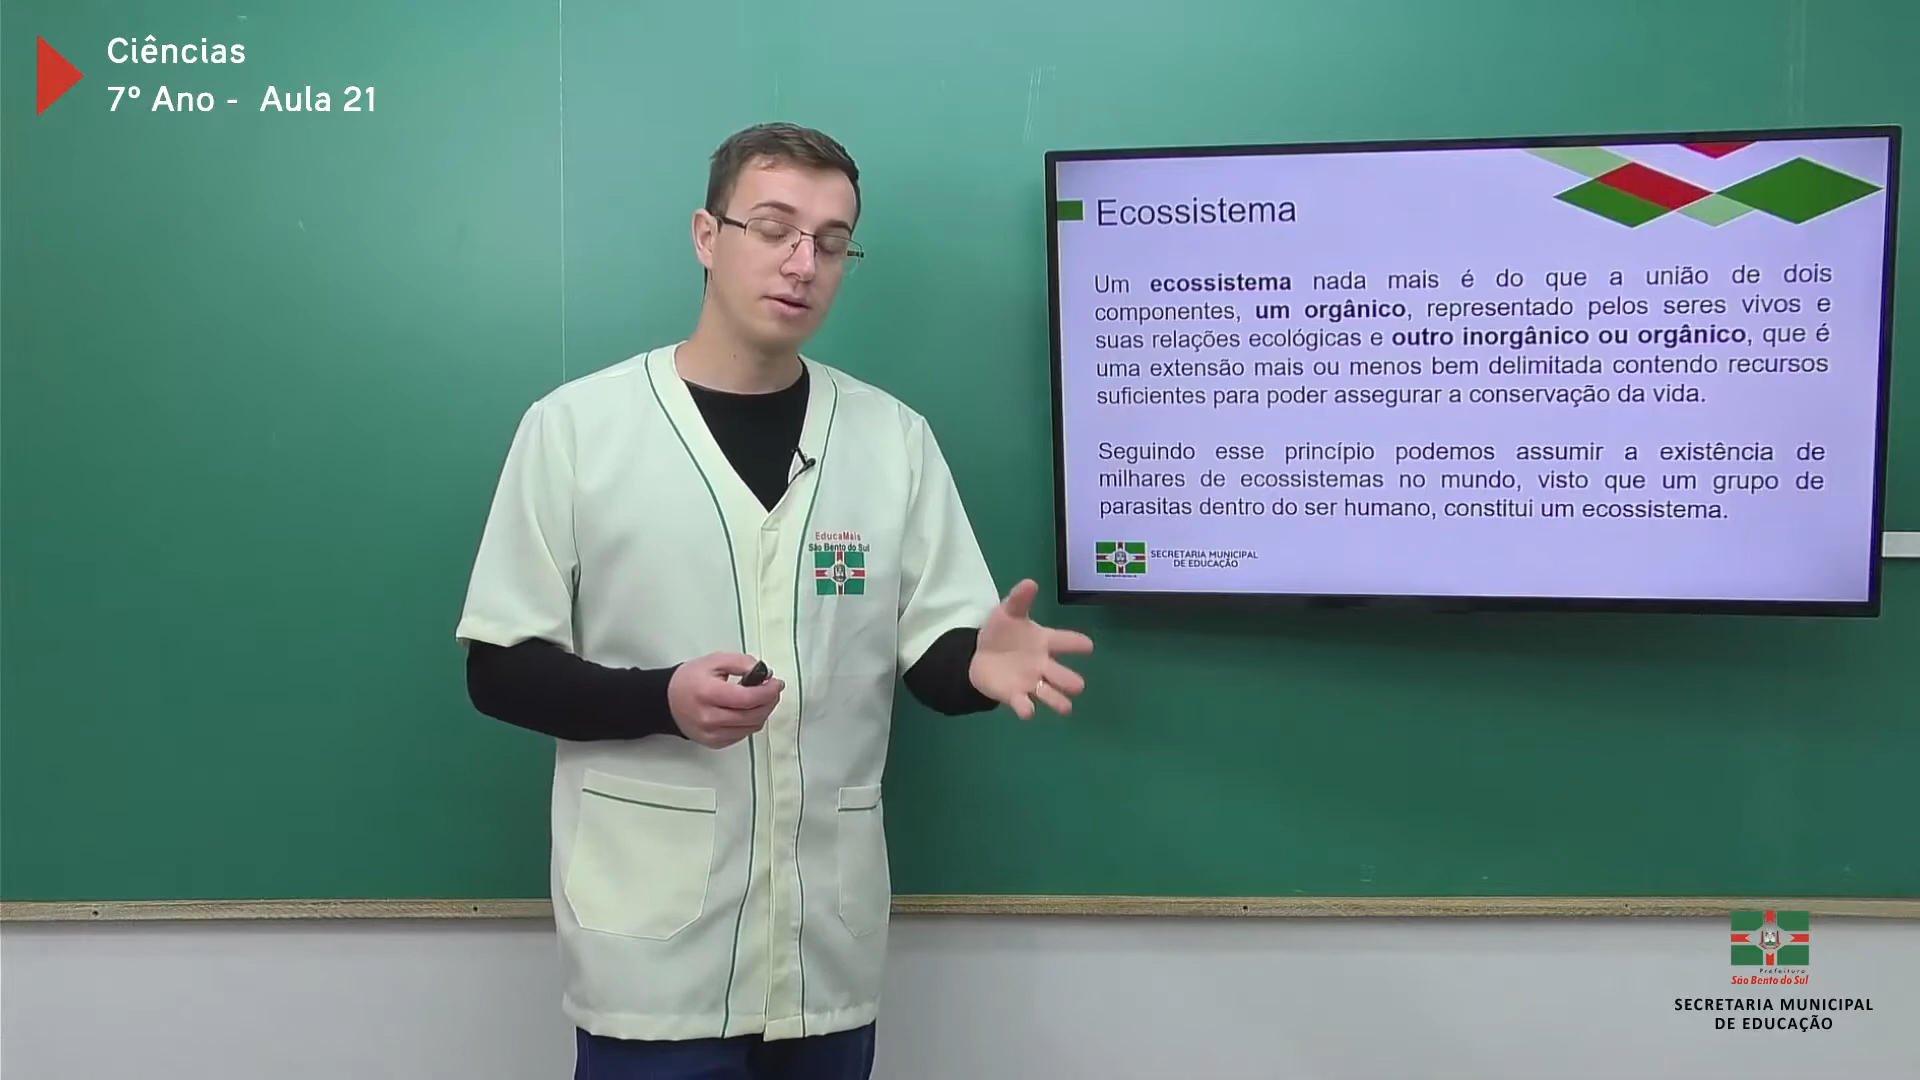 Ciências
7º Ano - Aula 21
Ecossistema
Um ecossistema nada mais é do que a união de dois
componentes, um orgânico, representado pelos seres vivos e
suas relações ecológicas e outro inorgânico ou orgânico, que é
uma extensão mais ou menos bem delimitada contendo recursos
suficientes para poder assegurar a conservação da vida.
Seguindo esse princípio podemos assumir a existência de
milhares de ecossistemas no mundo, visto que um grupo de
parasitas dentro do ser humano, constitui um ecossistema.
SECRETARIA MUNICIPAL
DE EDUCAÇÃO
EducaMais
São Bento do Sul
Prefeitura
São Bento do Sul
SECRETARIA MUNICIPAL
DE EDUCAÇÃO